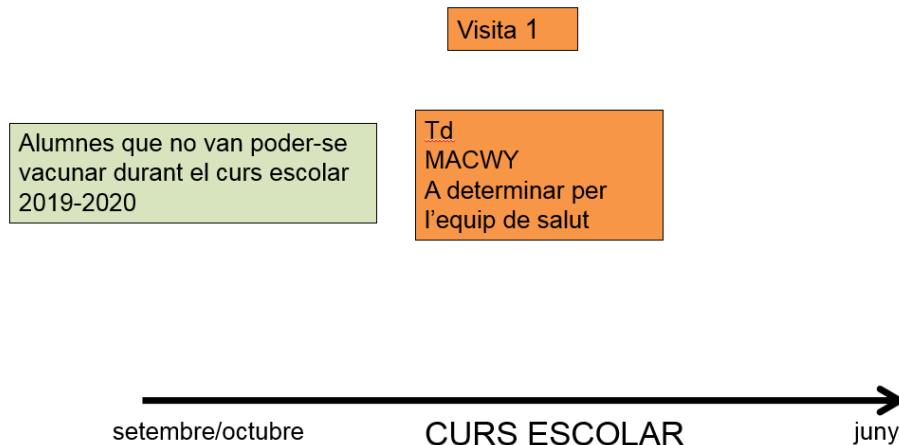 Visita 1
Alumnes que no van poder-se
vacunar durant el curs escolar
2019-2020
Td
MACWY
A determinar per
l'equip de salut
setembre/octubre
CURS ESCOLAR
juny